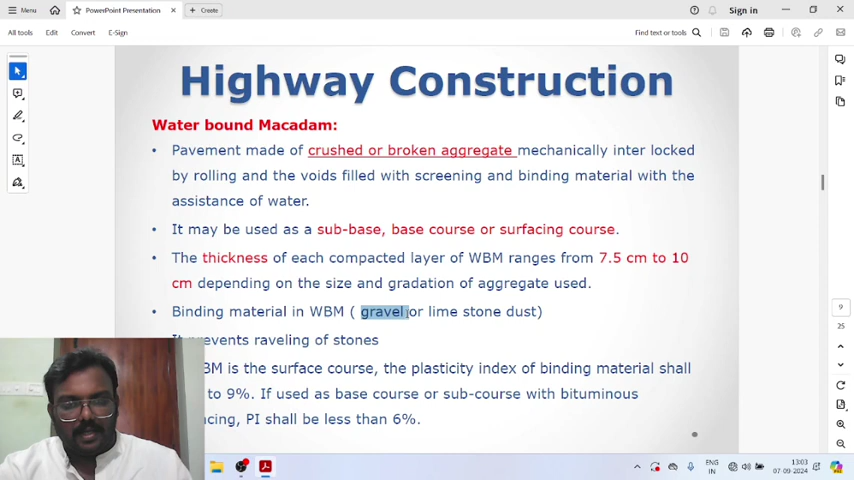 Menu
PowerPoint Presentation
Create
Sign in
All tools
Edit
Convert
E-Sign
Find text or tools
Highway Construction
Water bound Macadam:
• Pavement made of crushed or broken aggregate mechanically inter locked
by rolling and the voids filled with screening and binding material with the
assistance of water.
• It may be used as a sub-base, base course or surfacing course.
• The thickness of each compacted layer of WBM ranges from 7.5 cm to 10
cm depending on the size and gradation of aggregate used.
• Binding material in WBM ( gravel or lime stone dust)
It prevents raveling of stones
BM is the surface course, the plasticity index of binding material shall
to 9%. If used as base course or sub-course with bituminous
acing, PI shall be less than 6%.
9
25
ENG
IN
13:03
07-09-2024